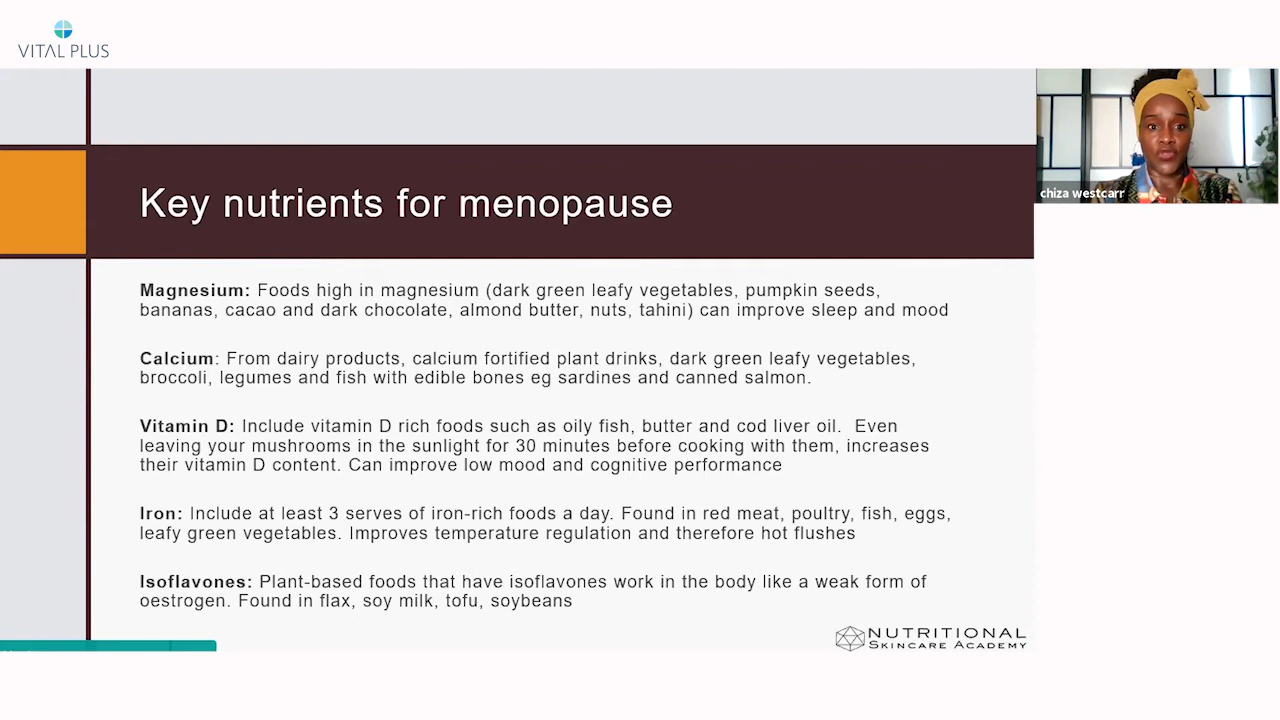 VITAL PLUS
chiza westcarr
Key nutrients for menopause
Magnesium: Foods high in magnesium (dark green leafy vegetables, pumpkin seeds,
bananas, cacao and dark chocolate, almond butter, nuts, tahini) can improve sleep and mood
Calcium: From dairy products, calcium fortified plant drinks, dark green leafy vegetables,
broccoli, legumes and fish with edible bones eg sardines and canned salmon.
Vitamin D: Include vitamin D rich foods such as oily fish, butter and cod liver oil.  Even
leaving your mushrooms in the sunlight for 30 minutes before cooking with them, increases
their vitamin D content. Can improve low mood and cognitive performance
Iron: Include at least 3 serves of iron-rich foods a day. Found in red meat, poultry, fish, eggs,
leafy green vegetables. Improves temperature regulation and therefore hot flushes
Isoflavones: Plant-based foods that have isoflavones work in the body like a weak form of
oestrogen. Found in flax, soy milk, tofu, soybeans
NUTRITIONAL
SKINCARE ACADEMY